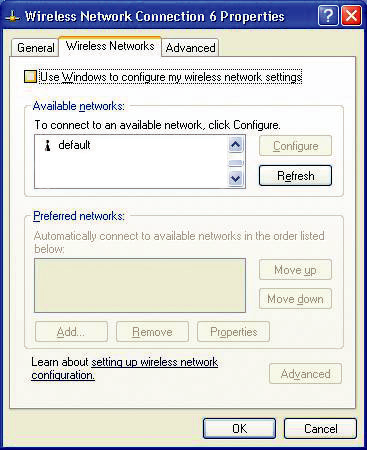 Wireless Network Connection 6 Properties
General Wireless Networks Advanced
Use Windows to configure my wireless network settings
Available networks:
To connect to an available network, click Configure.
default
Configure
Refresh
Preferred networks:
Automatically connect to available networks in the order listed
below:
Move up
Move down
Add... Remove Properties
Learn about setting up wireless network
configuration.
Advanced
OK Cancel